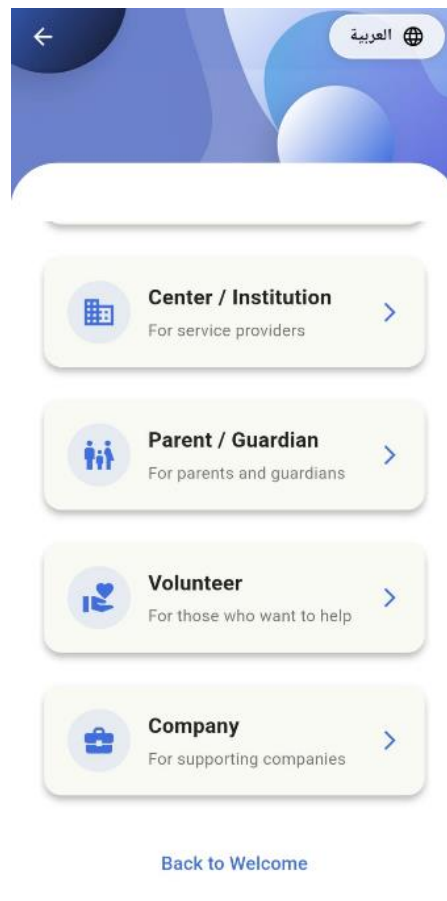 العربية
Center / Institution
For service providers
Parent / Guardian
For parents and guardians
Volunteer
For those who want to help
Company
For supporting companies
Back to Welcome